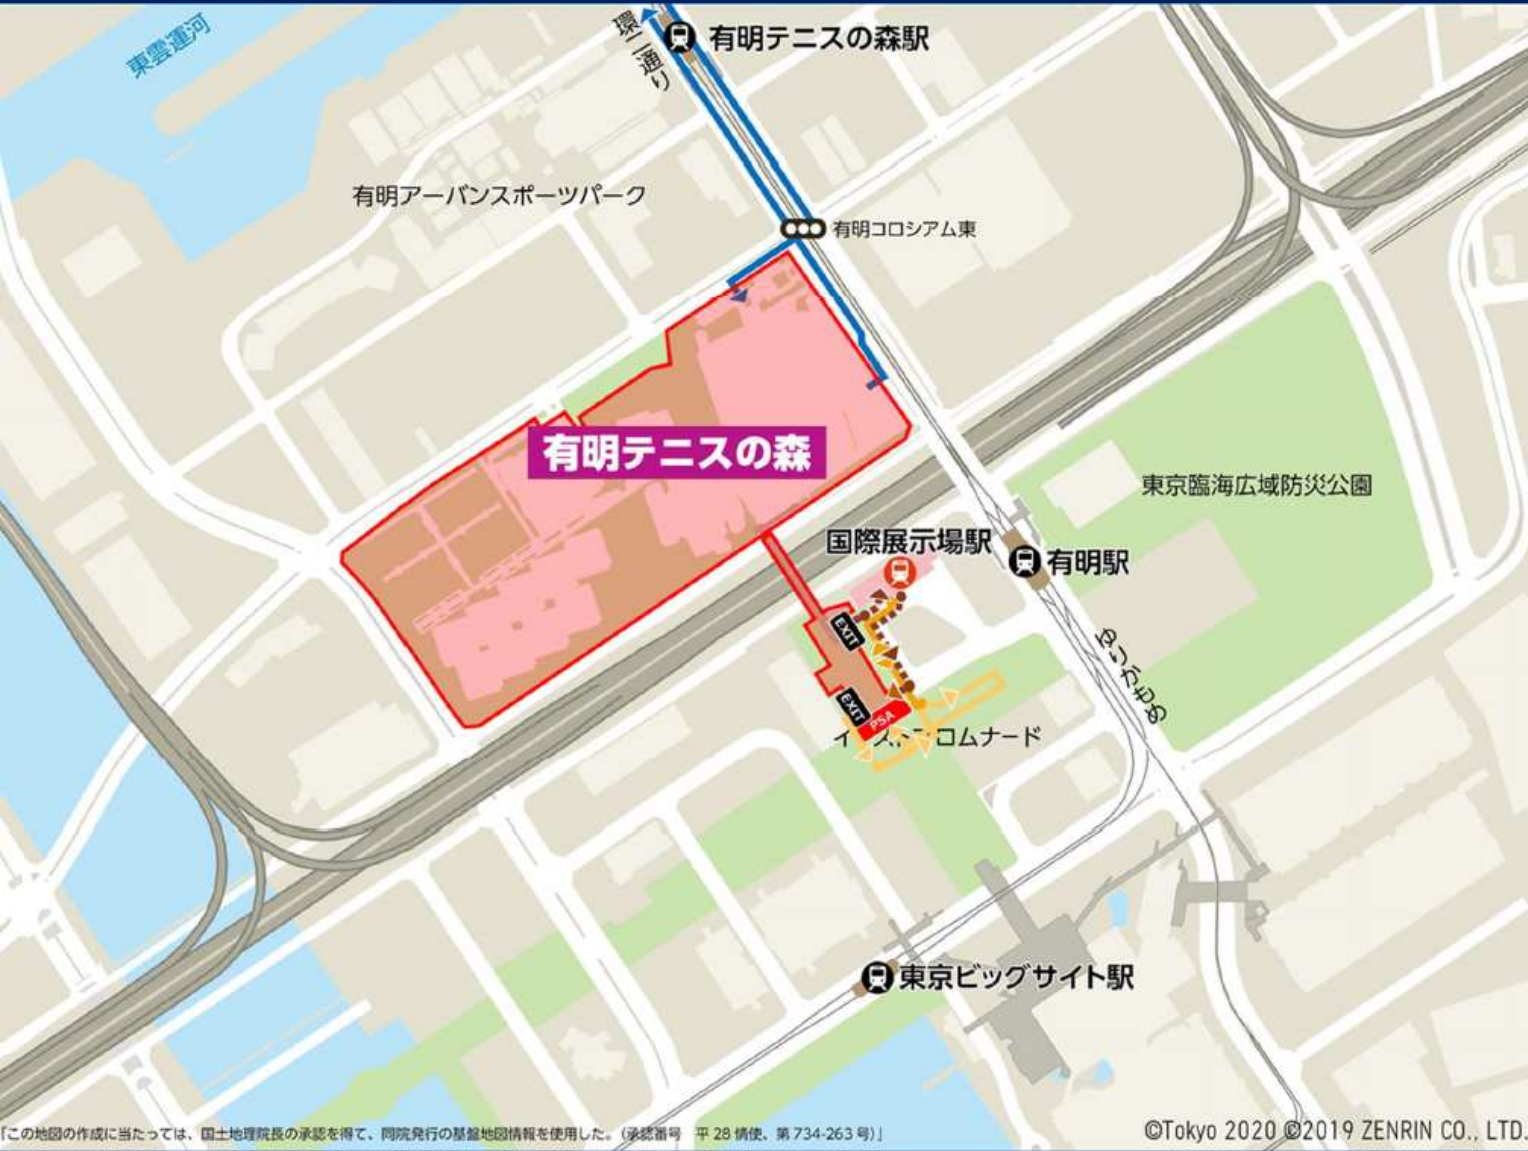 東雲運河
環二通り
有明テニスの森駅
有明アーバンスポーツパーク
有明コロシアム東
有明テニスの森
東京臨海広域防災公園
国際展示場駅
有明駅
EXIT
ゆりかもめ
EXIT
PSA
ロムナード
東京ビッグサイト駅
「この地図の作成に当たっては、国土地理院長の承認を得て、同院発行の基盤地図情報を使用した。(承認番号 平 28 情使、第 734-263 号)」
©Tokyo 2020 ©2019 ZENRIN CO., LTD.